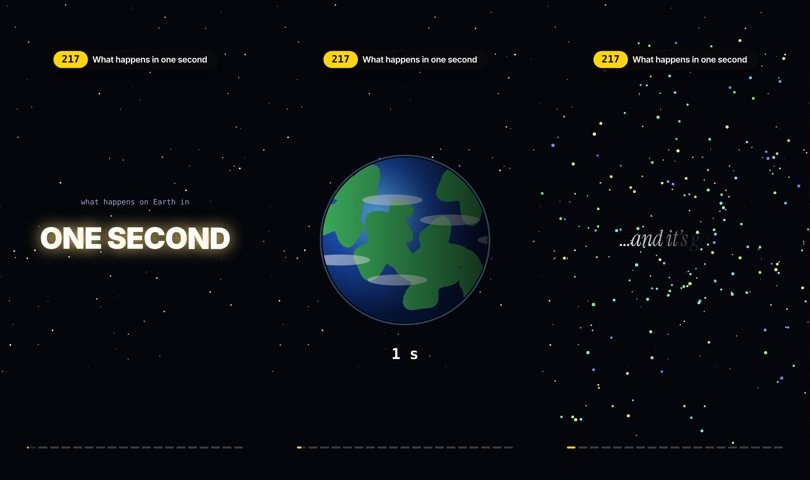 217 What happens in one second
what happens on Earth in
ONE SECOND
217 What happens in one second
1 s
217 What happens in one second
...and it's